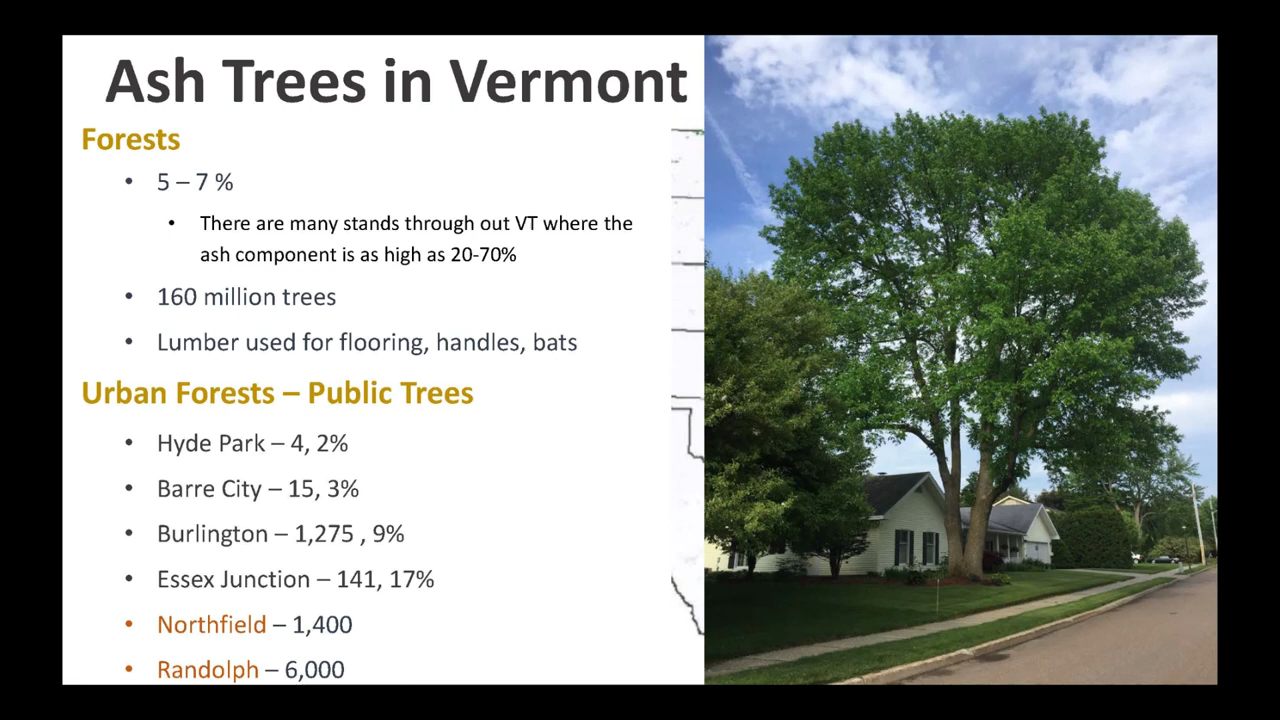 Ash Trees in Vermont
Forests
• 5 – 7 %
• There are many stands through out VT where the
ash component is as high as 20-70%
• 160 million trees
• Lumber used for flooring, handles, bats
Urban Forests – Public Trees
• Hyde Park – 4, 2%
• Barre City – 15, 3%
• Burlington – 1,275 , 9%
• Essex Junction – 141, 17%
• Northfield – 1,400
• Randolph – 6,000